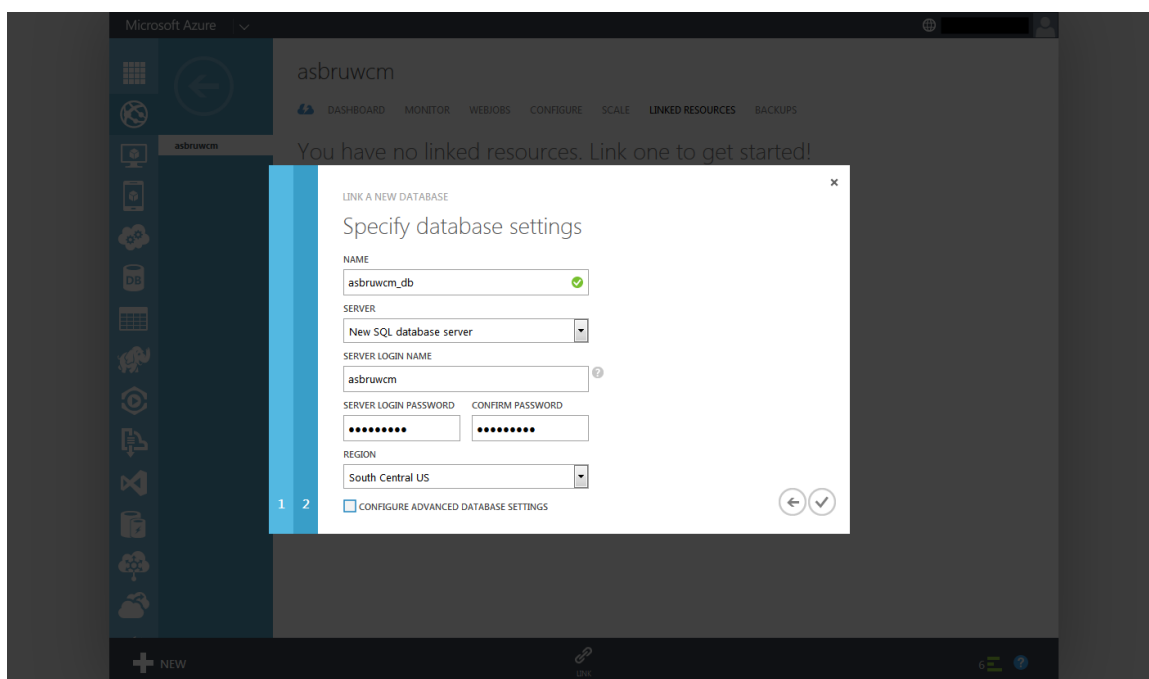 Microsoft Azure
asbruwcm
DASHBOARD MONITOR WEBJOBS CONFIGURE SCALE LINKED RESOURCES BACKUPS
asbruwcm
You have no linked resources. Link one to get started!
LINK A NEW DATABASE
Specify database settings
NAME
asbruwcm_db
SERVER
New SQL database server
SERVER LOGIN NAME
asbruwcm
?
SERVER LOGIN PASSWORD CONFIRM PASSWORD
●●●●●●●●● ●●●●●●●●●
REGION
South Central US
1 2
CONFIGURE ADVANCED DATABASE SETTINGS
DB
NEW
LINK
6
?